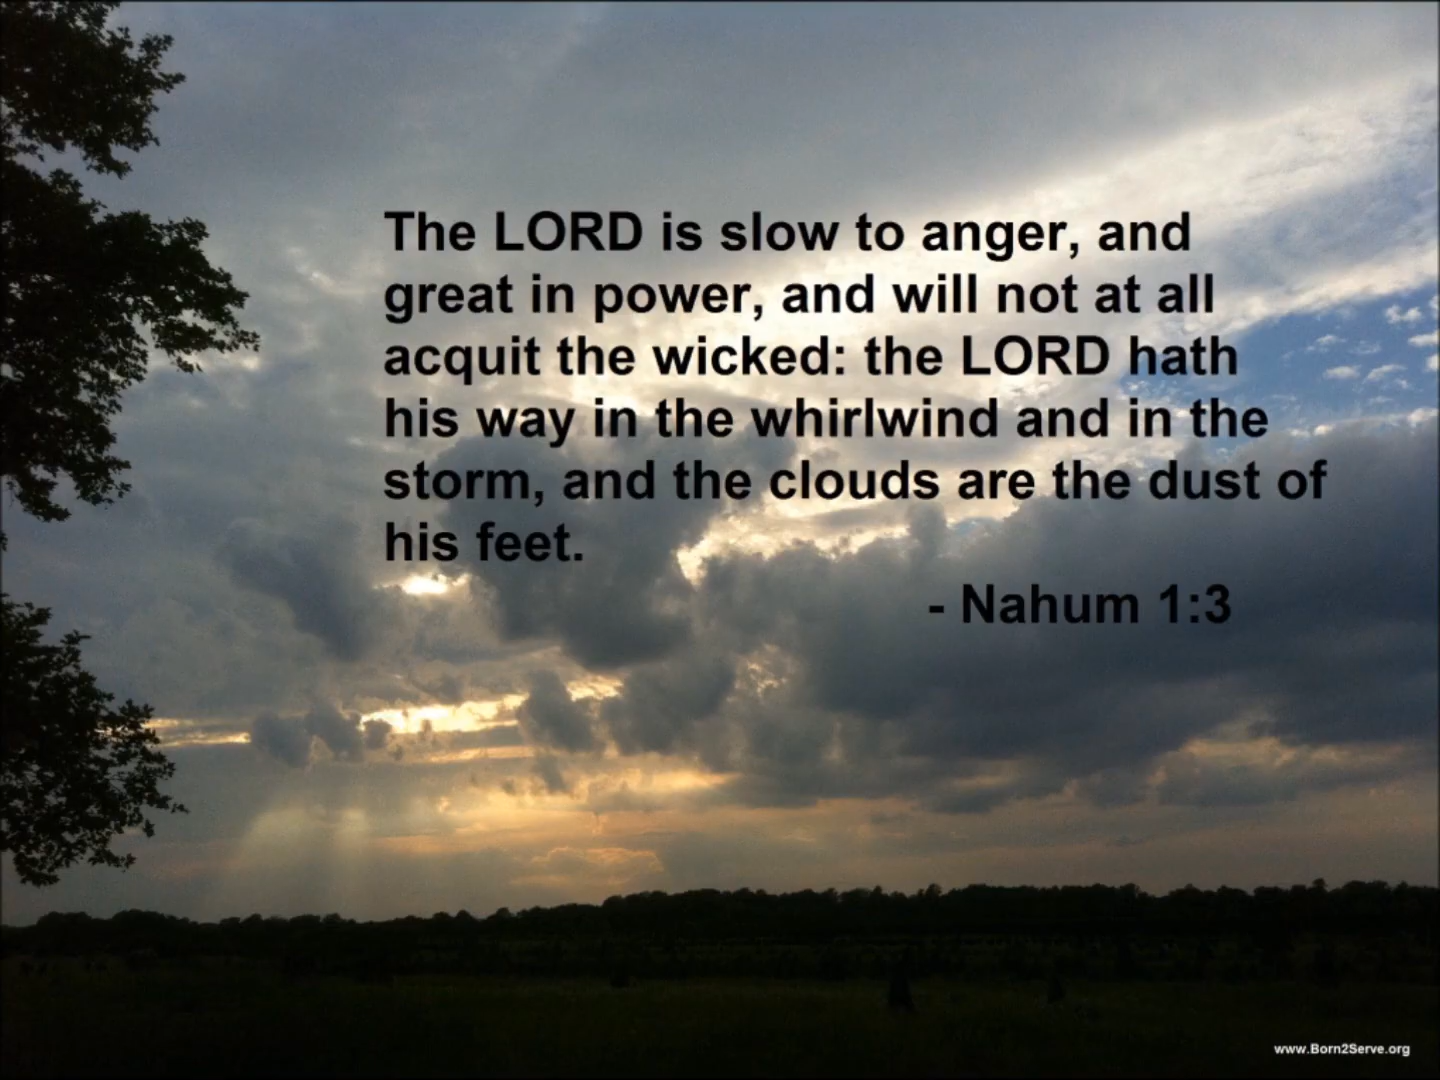 The LORD is slow to anger, and
great in power, and will not at all
acquit the wicked: the LORD hath
his way in the whirlwind and in the
storm, and the clouds are the dust of
his feet.
- Nahum 1:3
www.Born2Serve.org